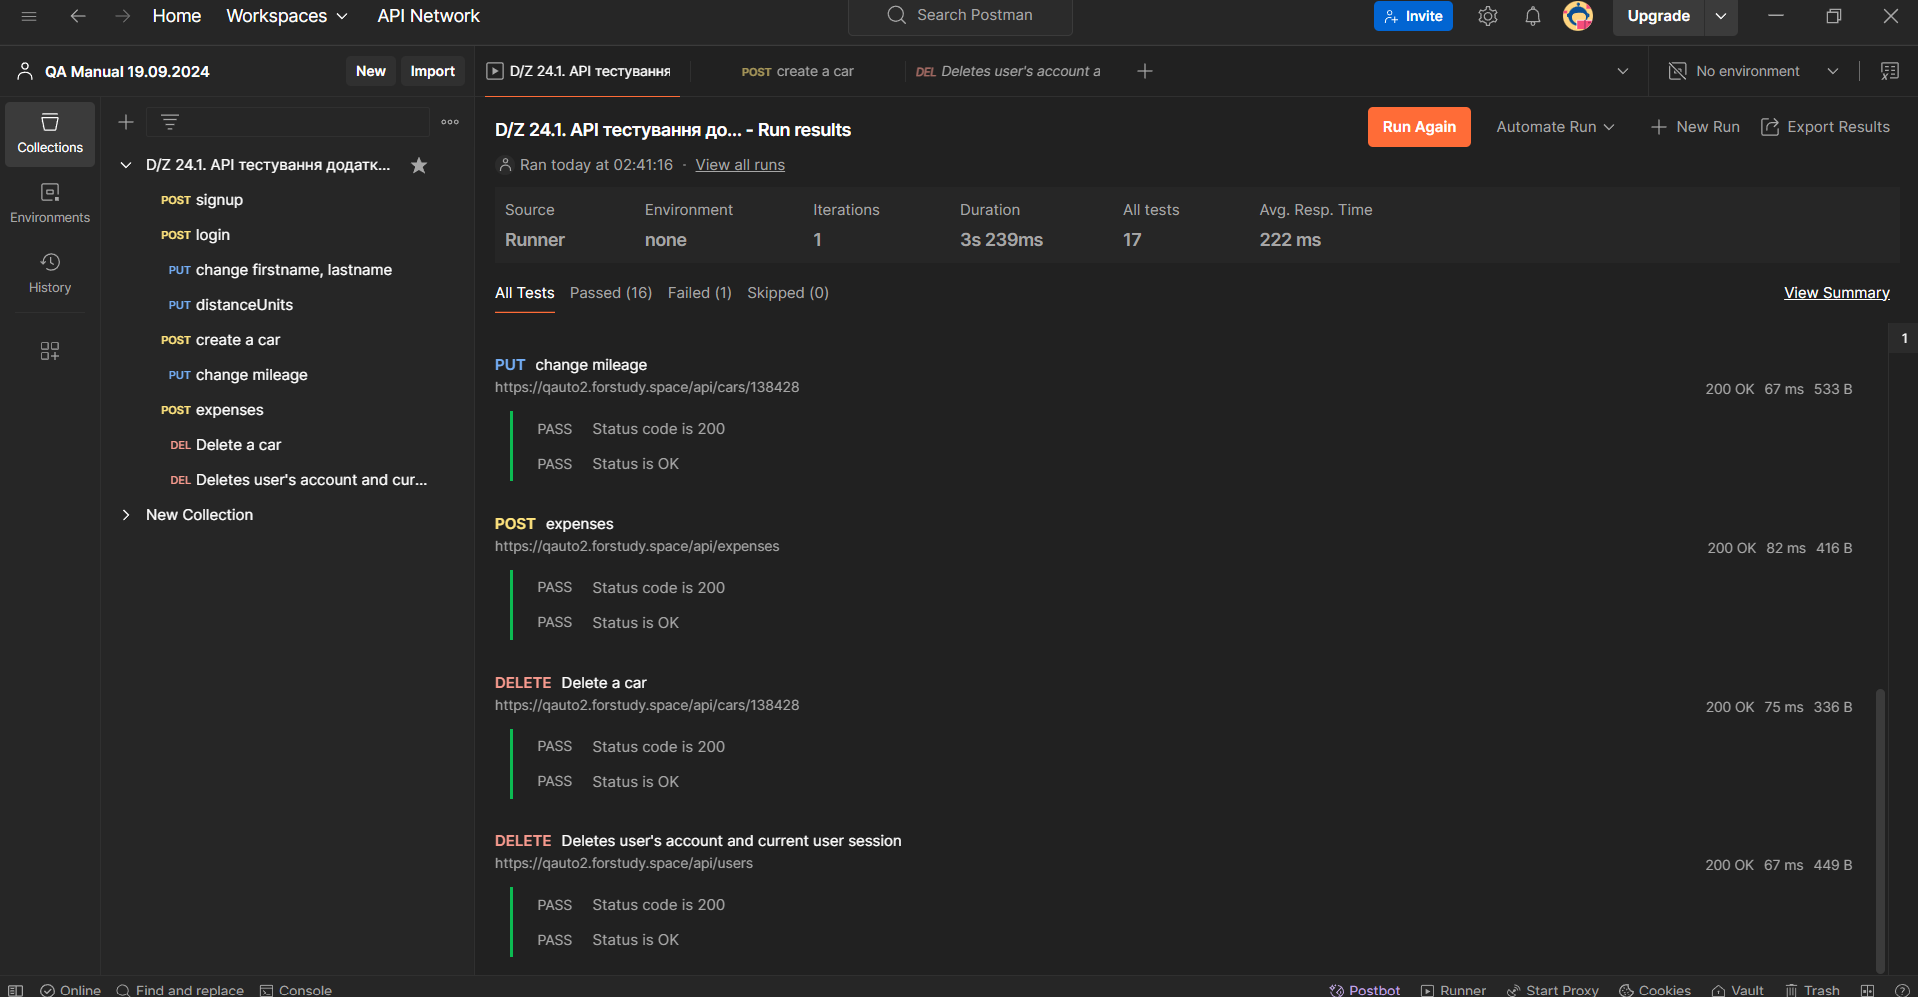 Home Workspaces API Network Search Postman Invite Upgrade
QA Manual 19.09.2024 New Import D/Z 24.1. API тестування POST create a car DEL Deletes user's account a No environment
Collections
Environments
History
D/Z 24.1. API тестування додатк...
POST signup
POST login
PUT change firstname, lastname
PUT distanceUnits
POST create a car
PUT change mileage
POST expenses
DEL Delete a car
DEL Deletes user's account and cur...
New Collection
D/Z 24.1. API тестування до... - Run results Run Again Automate Run New Run Export Results
Ran today at 02:41:16 · View all runs
Source Environment Iterations Duration All tests Avg. Resp. Time
Runner none 1 3s 239ms 17 222 ms
All Tests Passed (16) Failed (1) Skipped (0) View Summary
1
PUT change mileage
https://qauto2.forstudy.space/api/cars/138428 200 OK 67 ms 533 B
PASS Status code is 200
PASS Status is OK
POST expenses
https://qauto2.forstudy.space/api/expenses 200 OK 82 ms 416 B
PASS Status code is 200
PASS Status is OK
DELETE Delete a car
https://qauto2.forstudy.space/api/cars/138428 200 OK 75 ms 336 B
PASS Status code is 200
PASS Status is OK
DELETE Deletes user's account and current user session
https://qauto2.forstudy.space/api/users 200 OK 67 ms 449 B
PASS Status code is 200
PASS Status is OK
Online Find and replace Console Postbot Runner Start Proxy Cookies Vault Trash